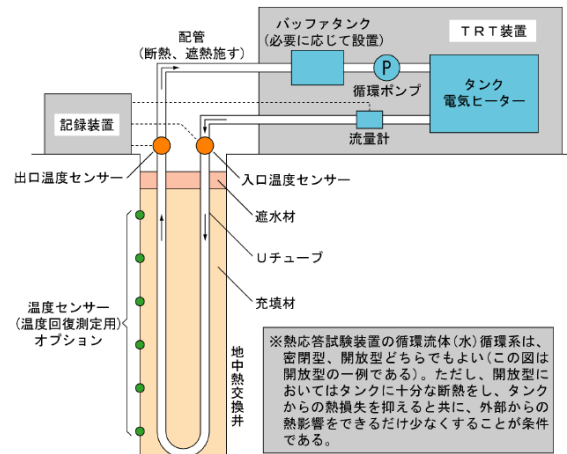 配管
(断熱、遮熱施す)
バッファタンク
(必要に応じて設置)
ＴＲＴ装置
P
循環ポンプ
タンク
電気ヒーター
流量計
記録装置
出口温度センサー
入口温度センサー
遮水材
Ｕチューブ
充填材
温度センサー
(温度回復測定用)
オプション
地中熱交換井
※熱応答試験装置の循環流体(水)循環系は、
密閉型、開放型どちらでもよい(この図は
開放型の一例である)。ただし、開放型に
おいてはタンクに十分な断熱をし、タンク
からの熱損失を抑えると共に、外部からの
熱影響をできるだけ少なくすることが条件
である。